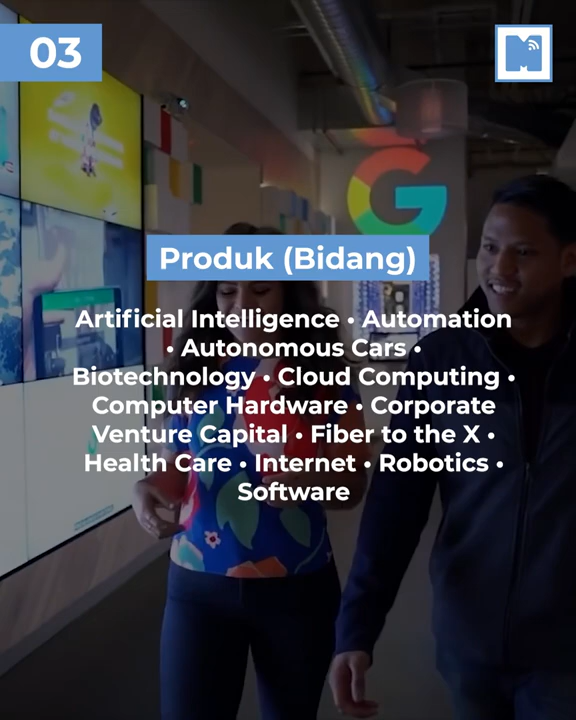 03
Produk (Bidang)
Artificial Intelligence • Automation
• Autonomous Cars •
Biotechnology • Cloud Computing •
Computer Hardware • Corporate
Venture Capital • Fiber to the X •
Health Care • Internet • Robotics •
Software